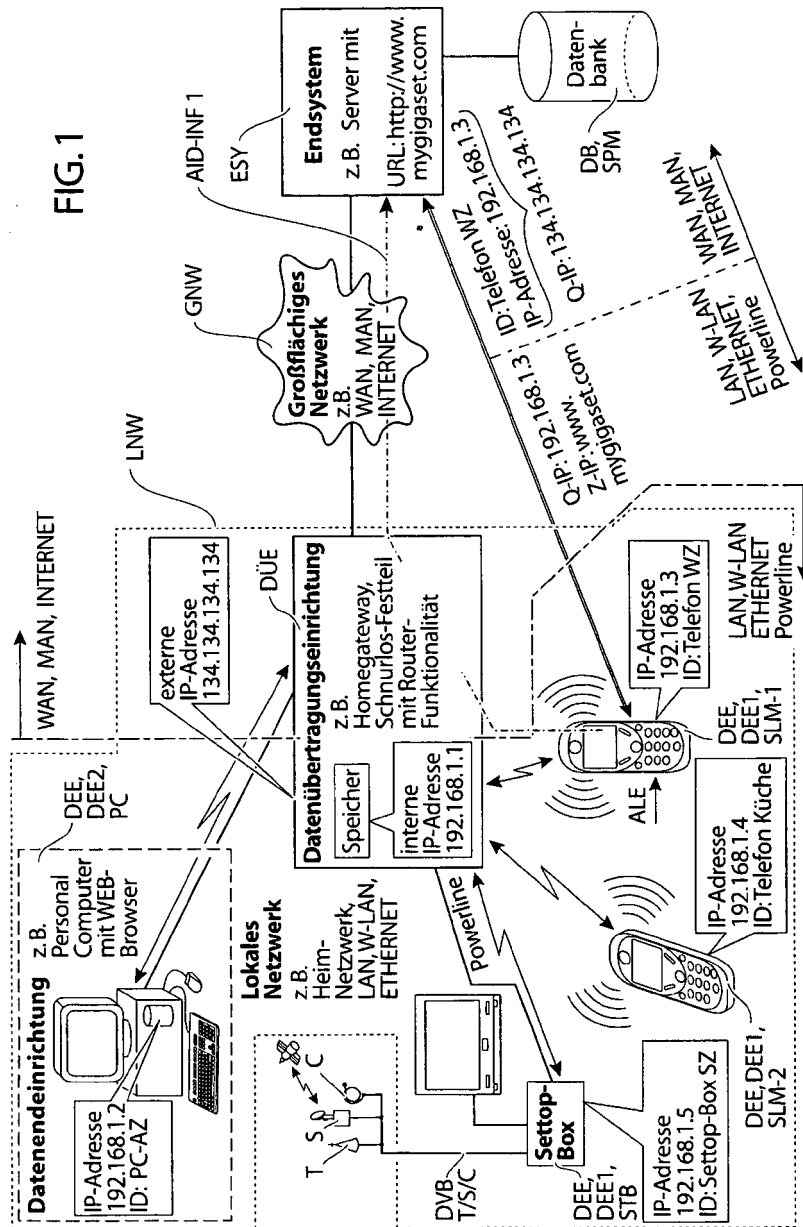 FIG. 1
WAN, MAN, INTERNET
Datenendeinrichtung
z.B.
Personal
Computer
mit WEB-
Browser
DEE,
DEE2,
PC
IP-Adresse
192.168.1.2
ID: PC-AZ
externe
IP-Adresse
134.134.134.134
LNW
GNW
AID-INF 1
ESY
DÜE
Datenübertragungseinrichtung
z.B.
Homegateway,
Schnurlos-Festteil
mit Router-
Funktionalität
Speicher
interne
IP-Adresse
192.168.1.1
Großflächiges
Netzwerk
z.B.
WAN, MAN,
INTERNET
Endsystem
z.B. Server mit
URL:http://www.
mygigaset.com
Daten-
bank
DB,
SPM
Lokales
Netzwerk
z.B.
Heim-
Netzwerk,
LAN,W-LAN,
ETHERNET
Powerline
T
S
C
DVB
T/S/C
Settop-
Box
DEE,
DEE1,
STB
IP-Adresse
192.168.1.5
ID:Settop-Box SZ
DEE, DEE1,
SLM-2
IP-Adresse
192.168.1.4
ID:Telefon Küche
ALE
DEE,
DEE1,
SLM-1
IP-Adresse
192.168.1.3
ID:Telefon WZ
LAN,W-LAN
ETHERNET
Powerline
Q-IP:192.168.1.3
Z-IP:www.
mygigaset.com
ID:Telefon WZ
IP-Adresse:192.168.1.3
Q-IP:134.134.134.134
LAN, W-LAN
ETHERNET,
Powerline
WAN, MAN,
INTERNET